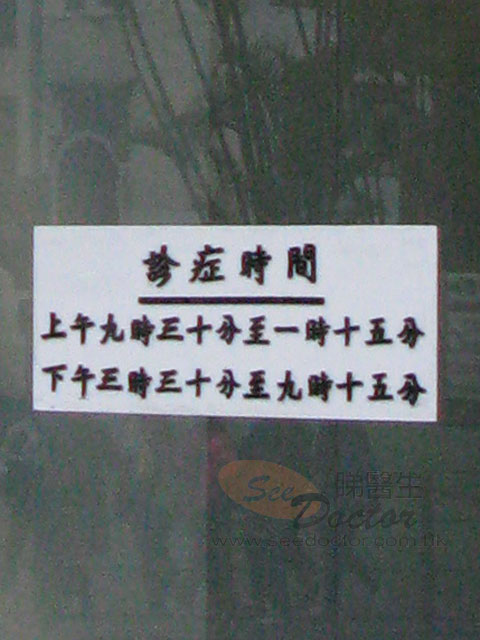 診症時間
上午九時三十分至一時十五分
下午三時三十分至九時十五分
See 睇醫生
Doctor
www.seedoctor.com.hk